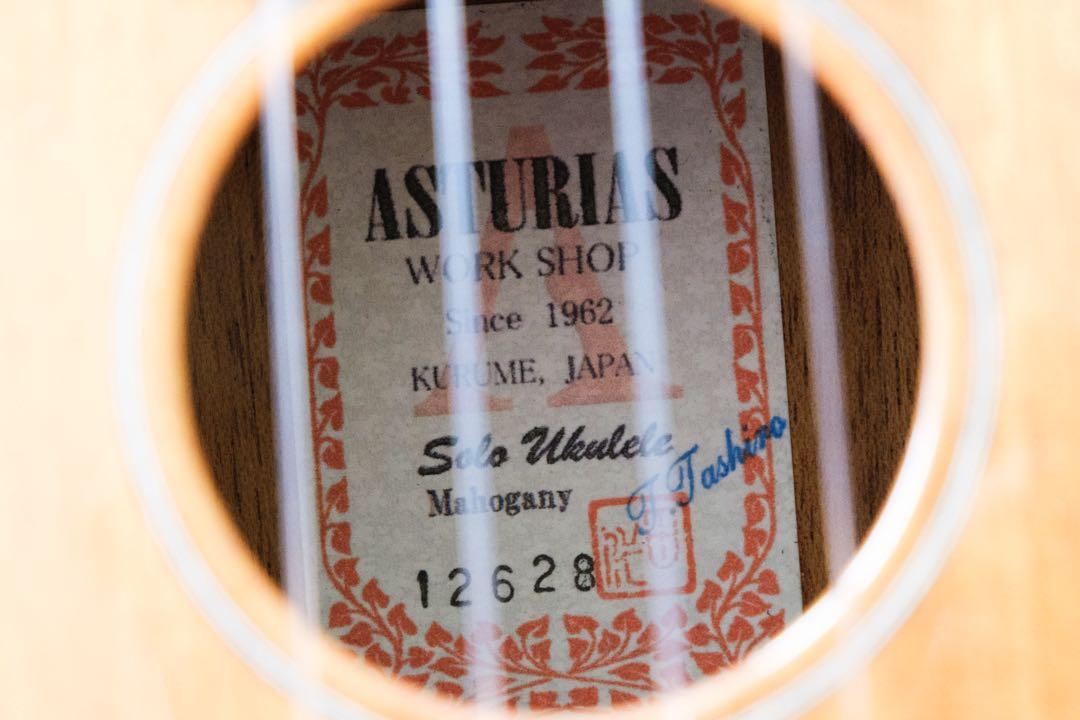 ASTURIAS
WORK SHOP
Since 1962
KURUME, JAPAN
Solo Ukulele
T. Tashiro
Mahogany
12628